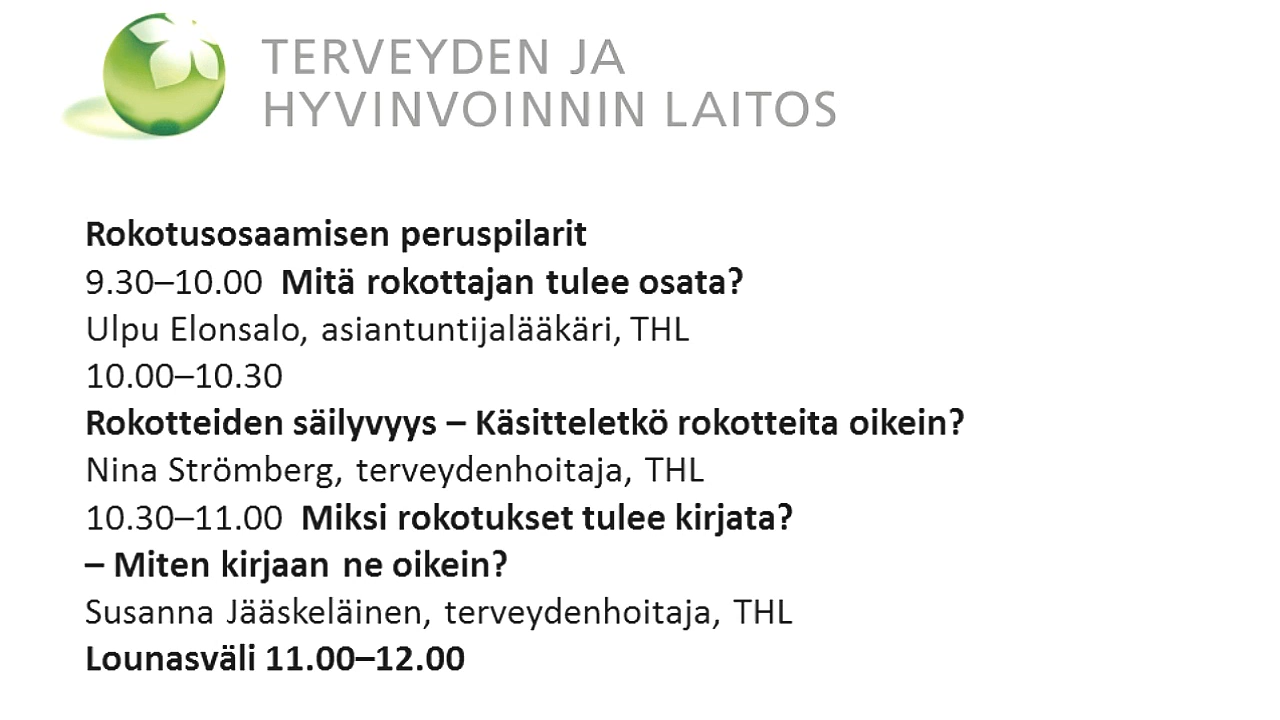 TERVEYDEN JA
HYVINVOINNIN LAITOS
Rokotusosaamisen peruspilarit
9.30–10.00 Mitä rokottajan tulee osata?
Ulpu Elonsalo, asiantuntijalääkäri, THL
10.00–10.30
Rokotteiden säilyvyys – Käsitteletkö rokotteita oikein?
Nina Strömberg, terveydenhoitaja, THL
10.30–11.00 Miksi rokotukset tulee kirjata?
– Miten kirjaan ne oikein?
Susanna Jääskeläinen, terveydenhoitaja, THL
Lounasväli 11.00–12.00